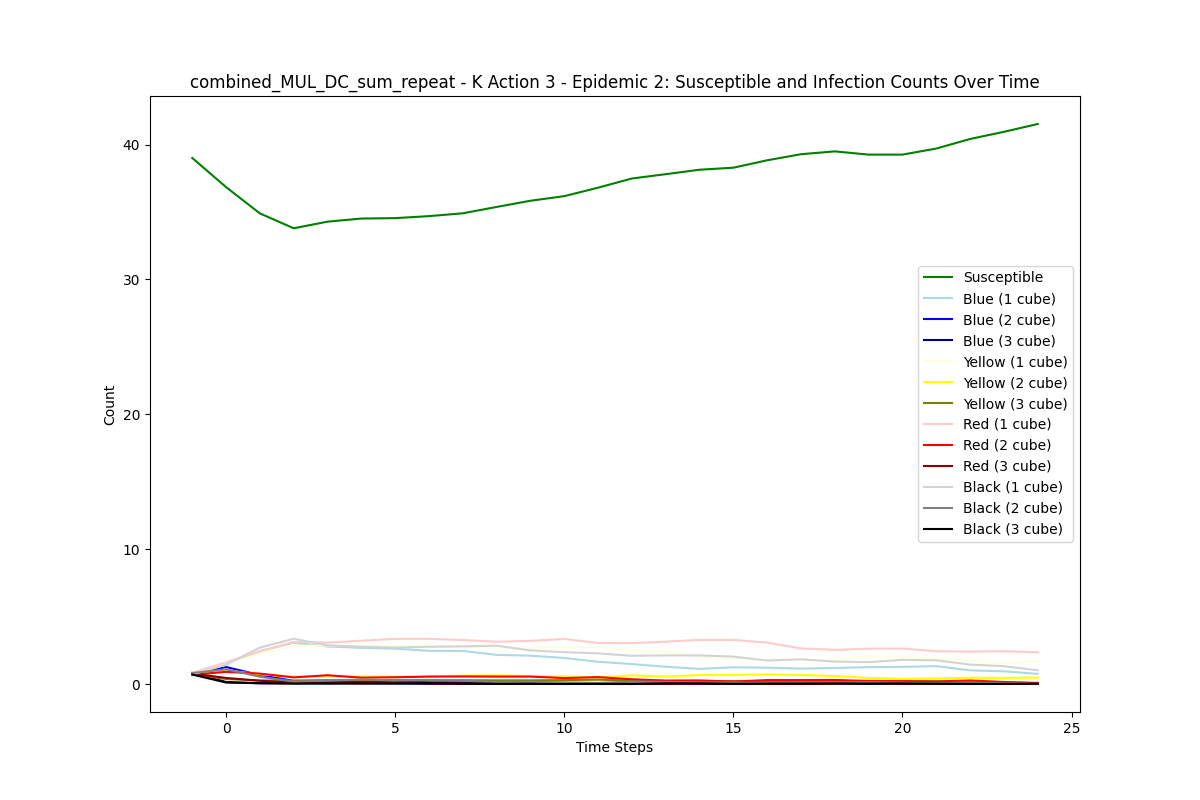 combined_MUL_DC_sum_repeat - K Action 3 - Epidemic 2: Susceptible and Infection Counts Over Time
40
30
20
10
0
Count
Susceptible
Blue (1 cube)
Blue (2 cube)
Blue (3 cube)
Yellow (1 cube)
Yellow (2 cube)
Yellow (3 cube)
Red (1 cube)
Red (2 cube)
Red (3 cube)
Black (1 cube)
Black (2 cube)
Black (3 cube)
0 5 10 15 20 25
Time Steps